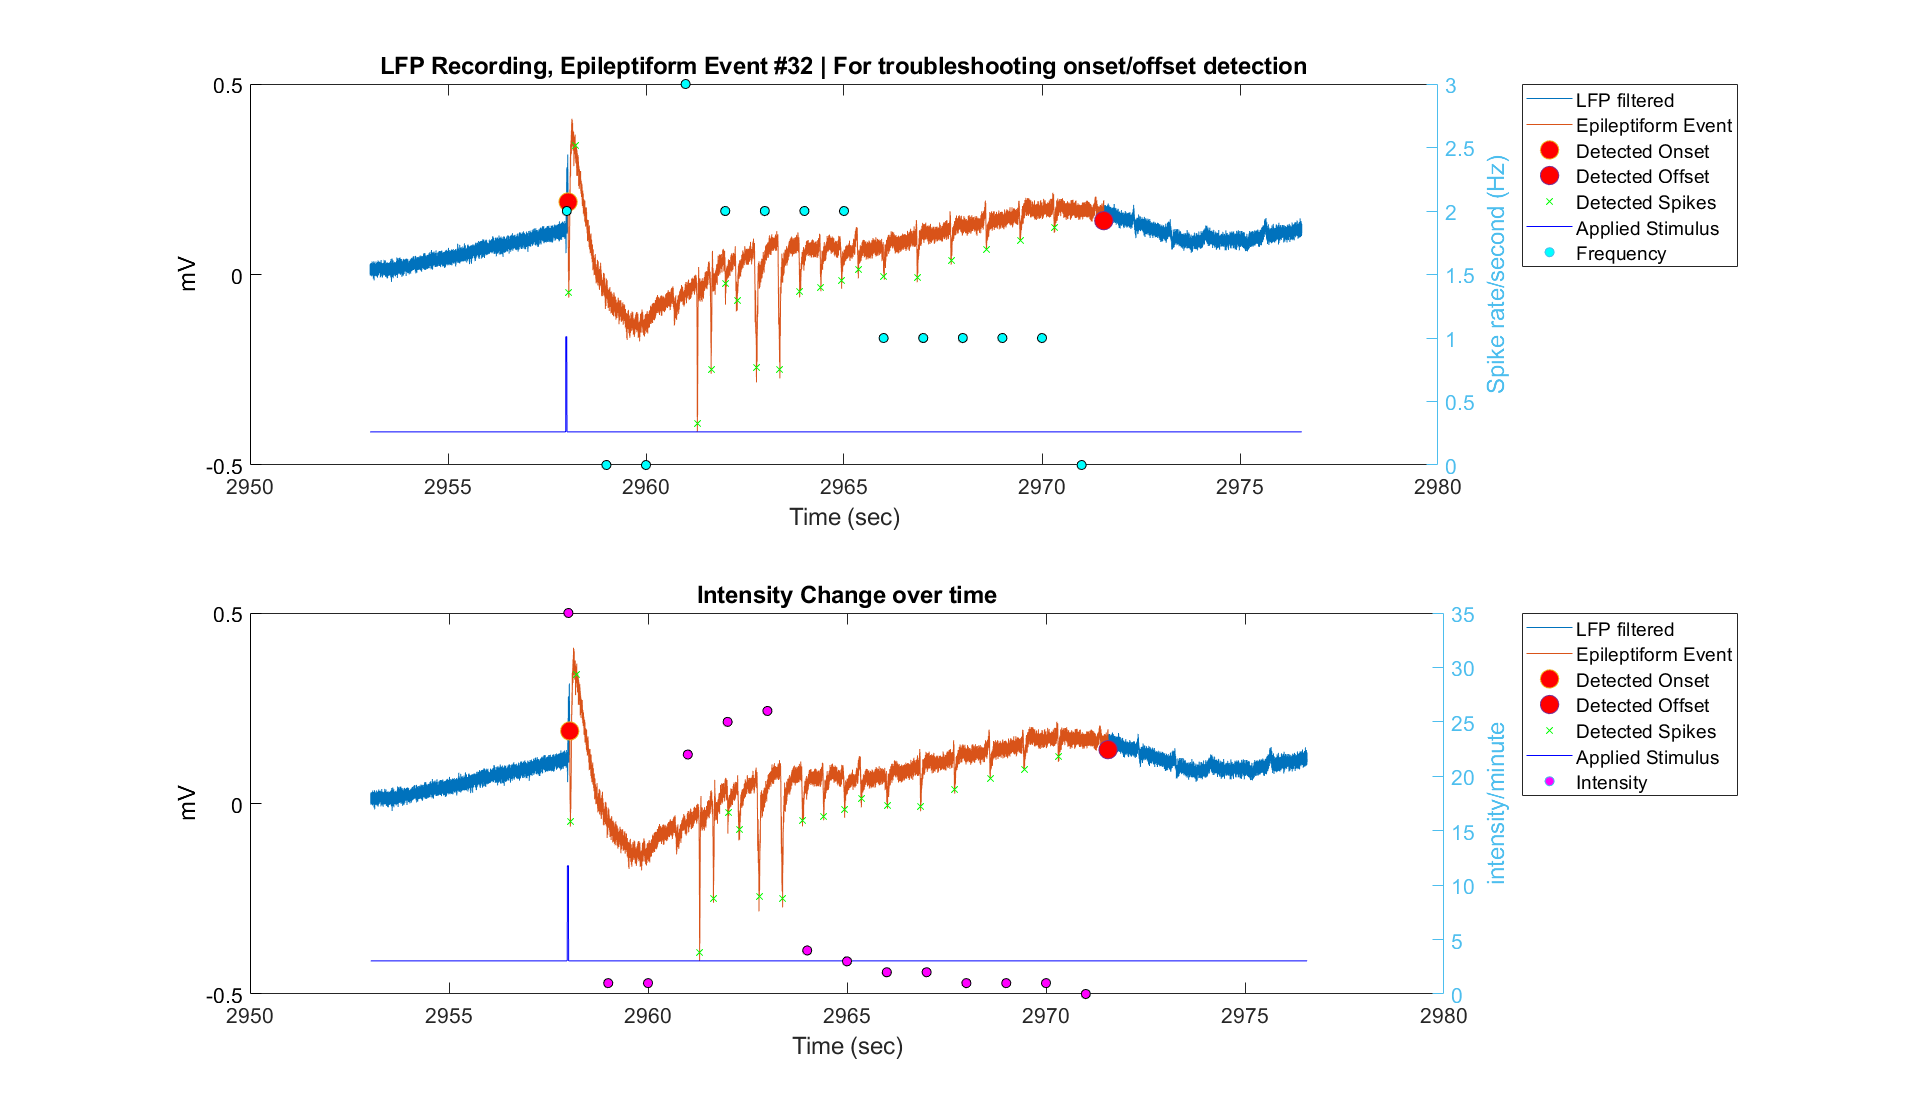 LFP Recording, Epileptiform Event #32 | For troubleshooting onset/offset detection
0.5
0
-0.5
mV
2950
2955
2960
2965
2970
2975
2980
Time (sec)
3
2.5
2
1.5
1
0.5
0
Spike rate/second (Hz)
LFP filtered
Epileptiform Event
Detected Onset
Detected Offset
Detected Spikes
Applied Stimulus
Frequency
Intensity Change over time
0.5
0
-0.5
mV
2950
2955
2960
2965
2970
2975
2980
Time (sec)
35
30
25
20
15
10
5
0
intensity/minute
LFP filtered
Epileptiform Event
Detected Onset
Detected Offset
Detected Spikes
Applied Stimulus
Intensity